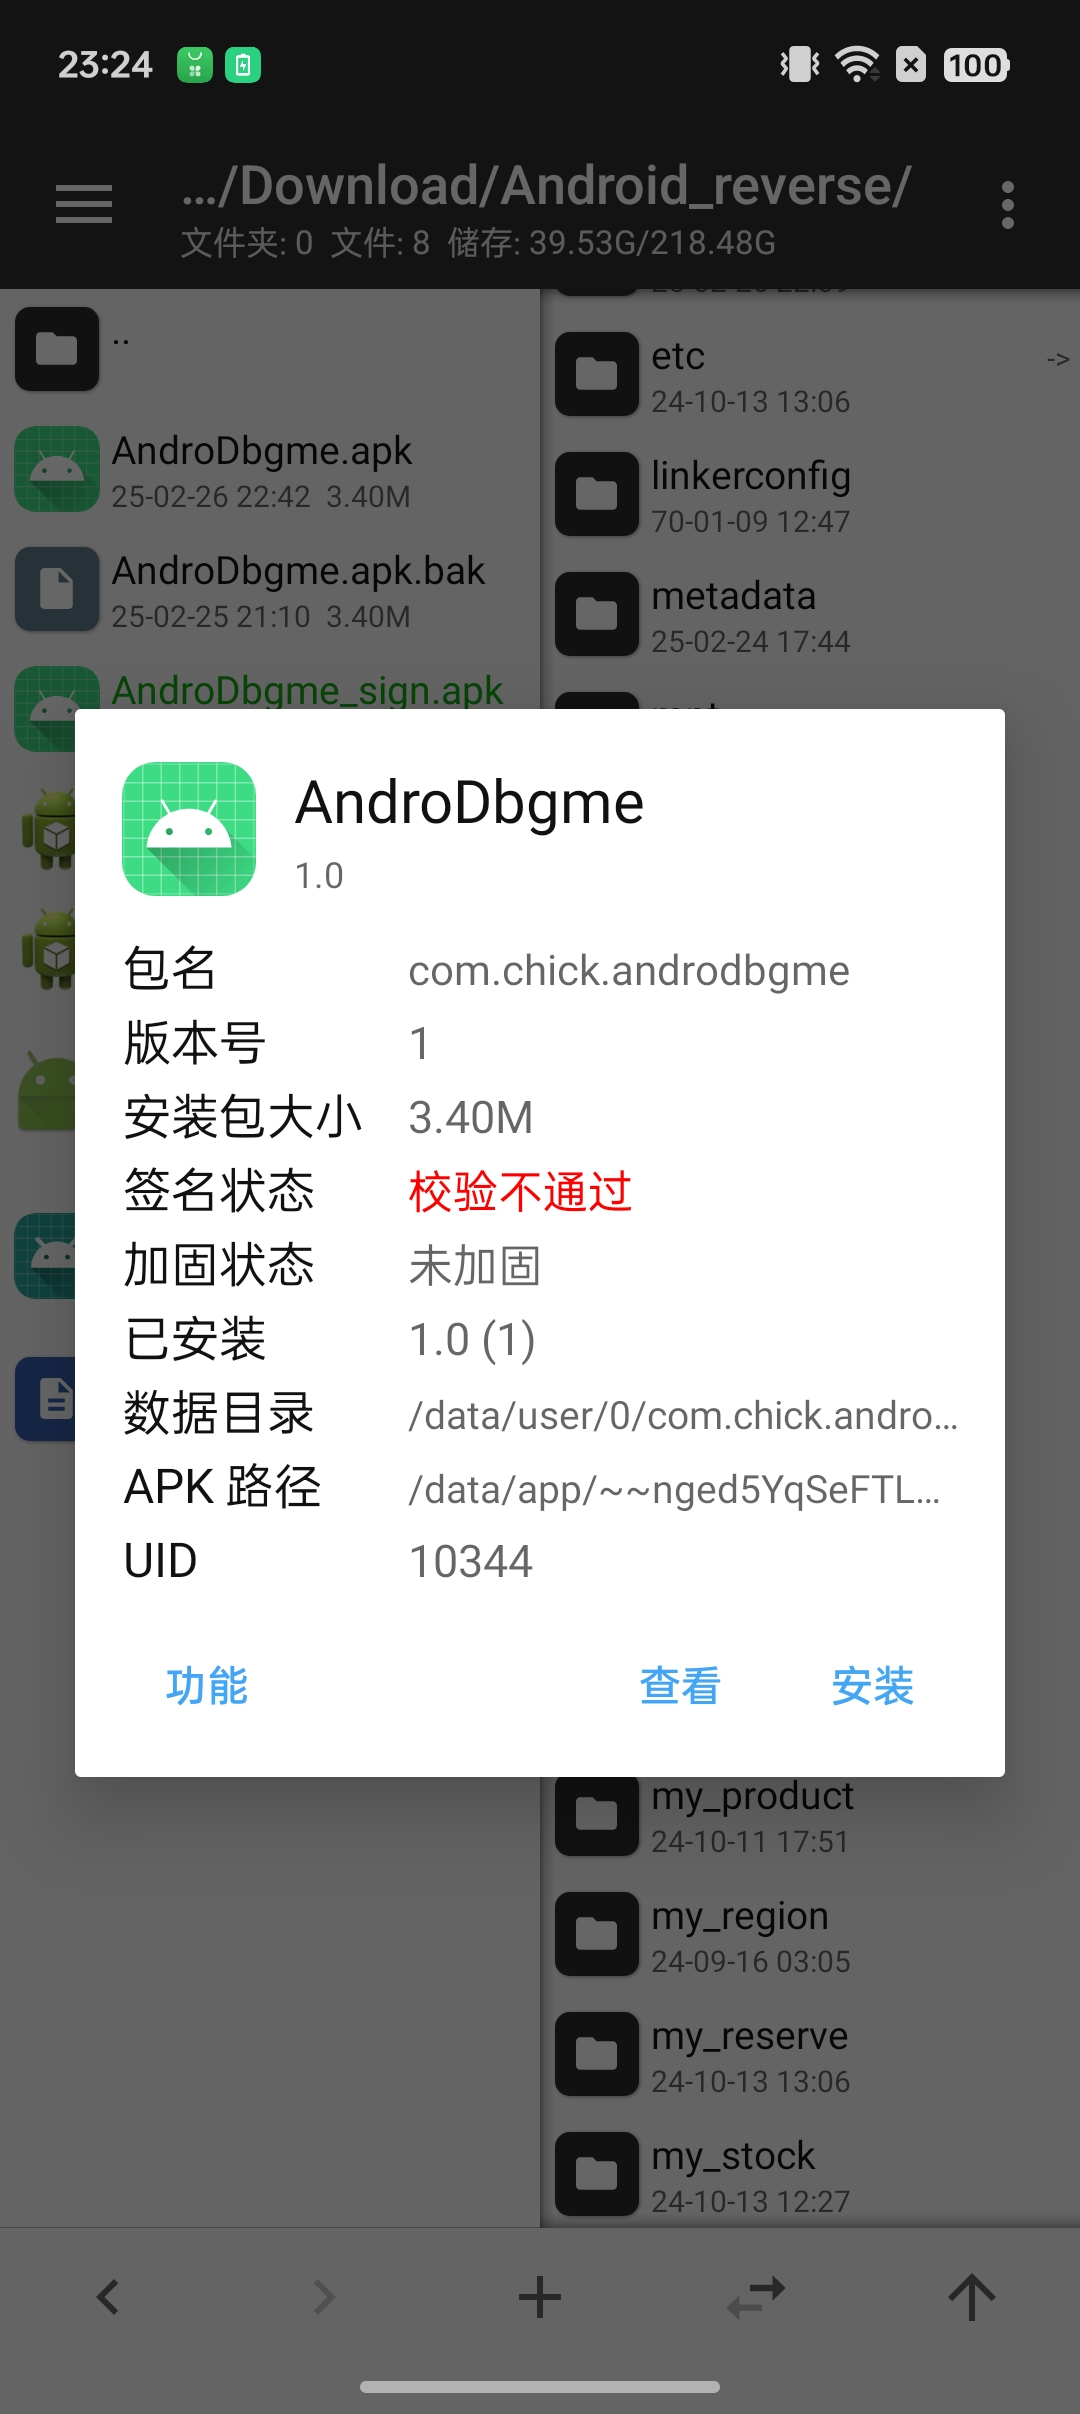 23:24
100
.../Download/Android_reverse/
文件夹: 0 文件: 8 储存: 39.53G/218.48G
..
AndroDbgme.apk
25-02-26 22:42 3.40M
AndroDbgme.apk.bak
25-02-25 21:10 3.40M
AndroDbgme_sign.apk
etc
->
24-10-13 13:06
linkerconfig
70-01-09 12:47
metadata
25-02-24 17:44
AndroDbgme
1.0
包名 com.chick.androdbgme
版本号 1
安装包大小 3.40M
签名状态 校验不通过
加固状态 未加固
已安装 1.0 (1)
数据目录 /data/user/0/com.chick.andro...
APK 路径 /data/app/~~nged5YqSeFTL...
UID 10344
功能 查看 安装
my_product
24-10-11 17:51
my_region
24-09-16 03:05
my_reserve
24-10-13 13:06
my_stock
24-10-13 12:27